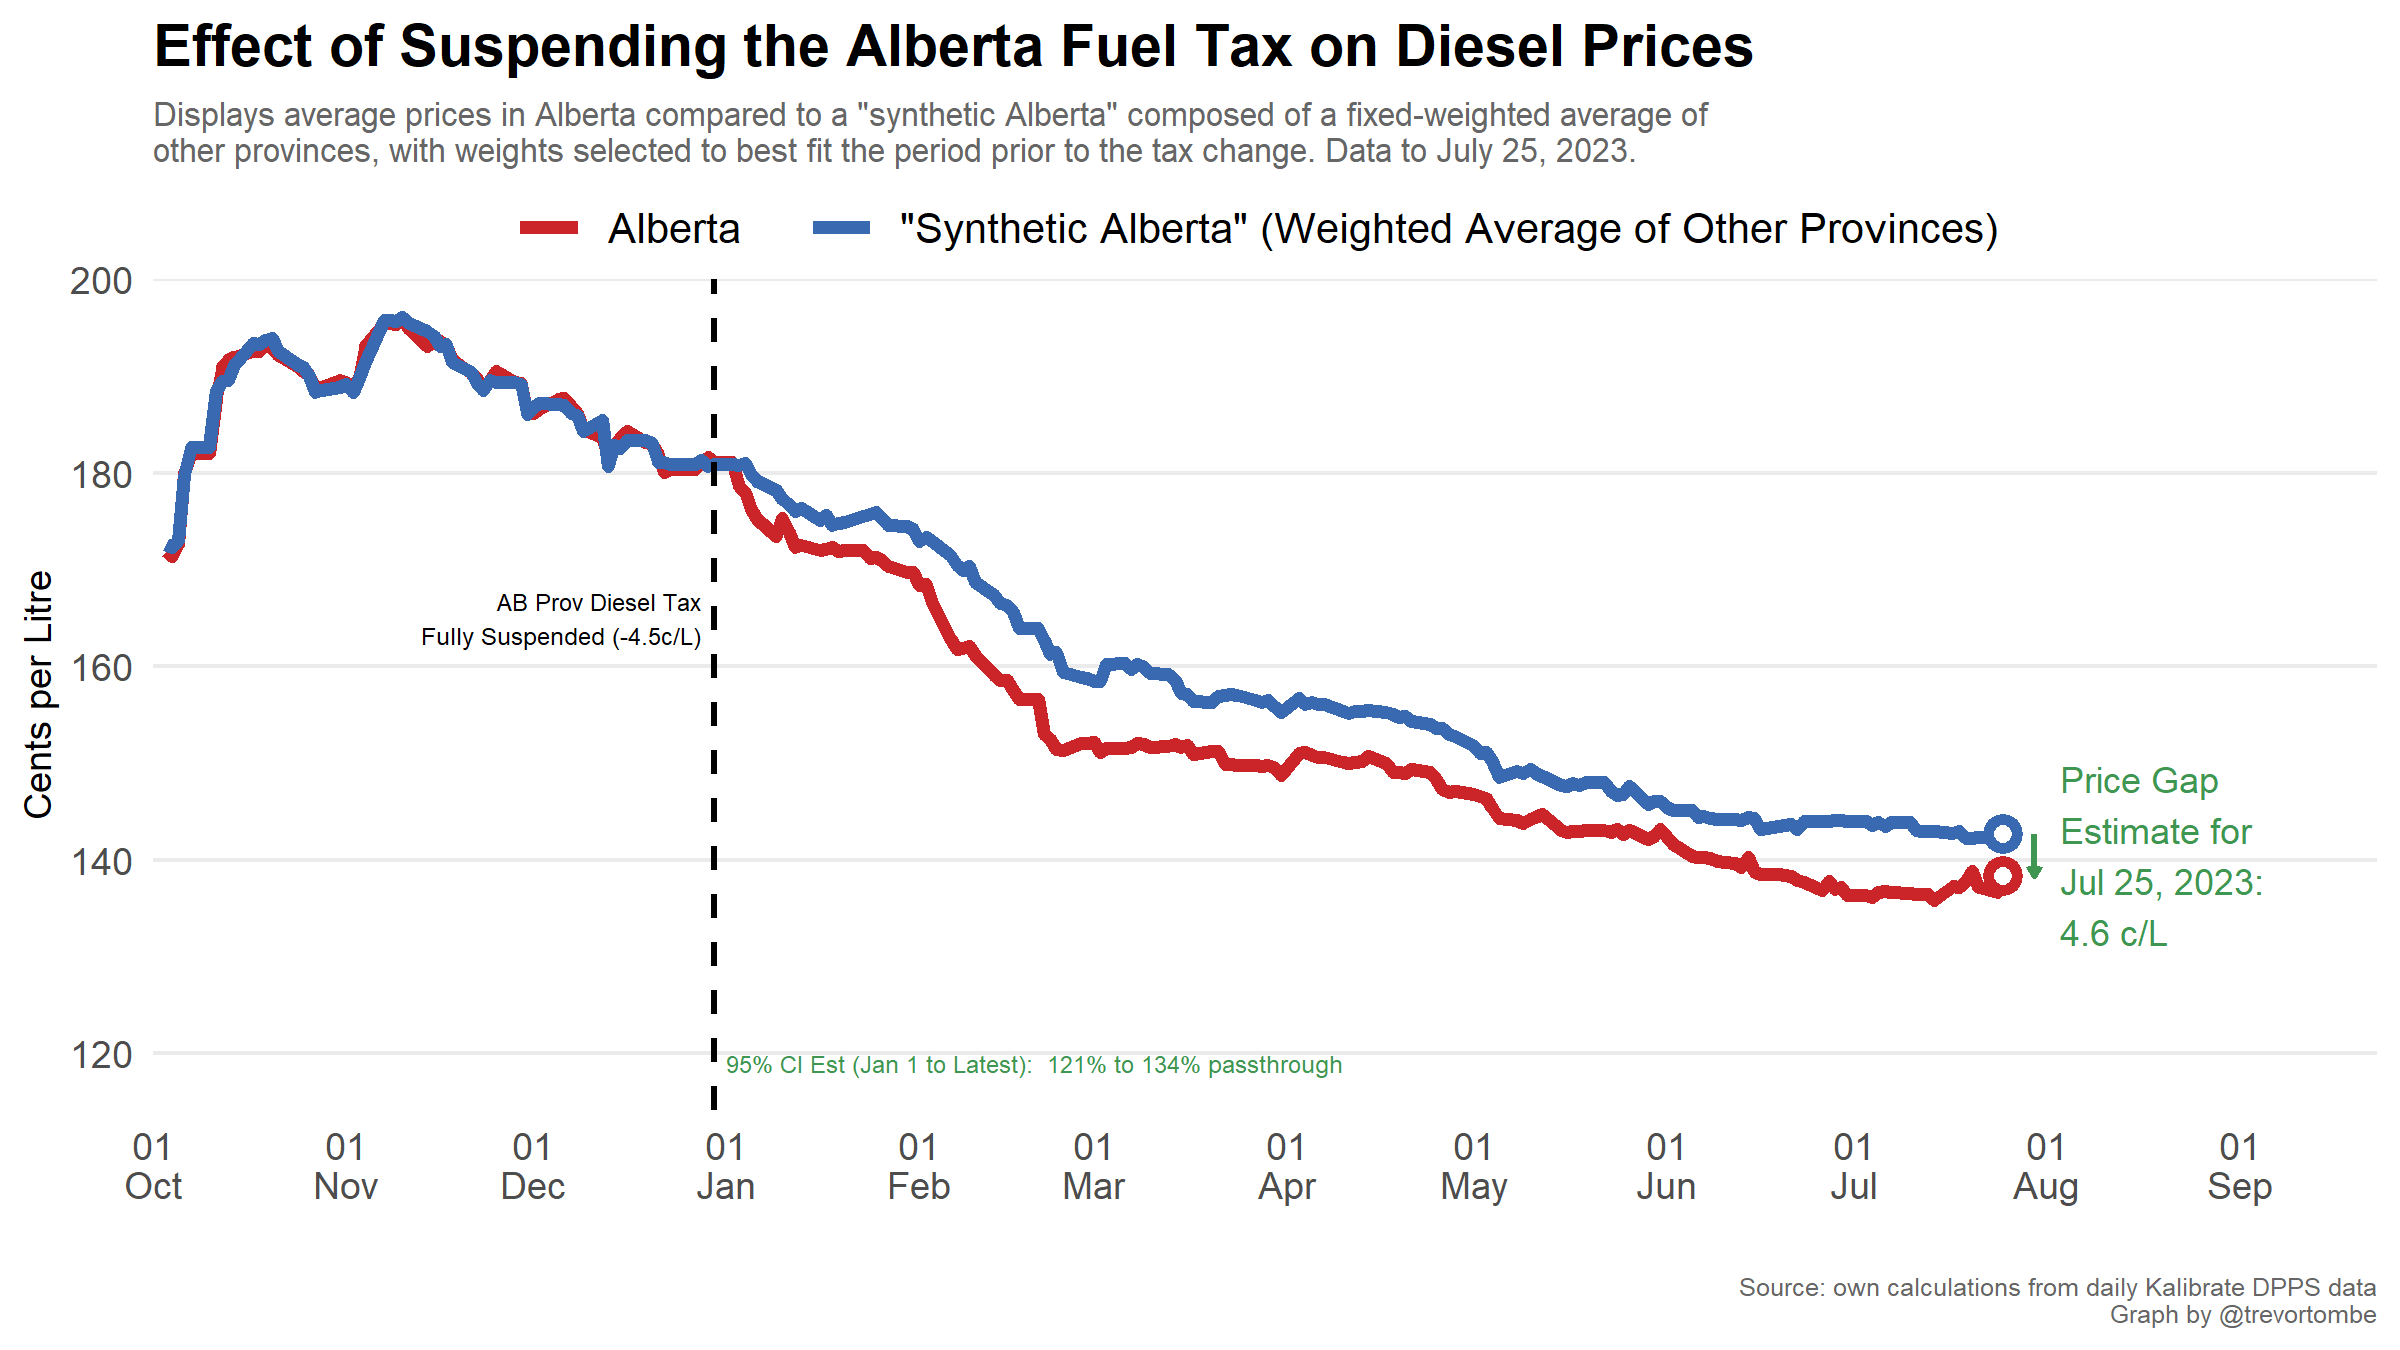 Effect of Suspending the Alberta Fuel Tax on Diesel Prices
Displays average prices in Alberta compared to a "synthetic Alberta" composed of a fixed-weighted average of
other provinces, with weights selected to best fit the period prior to the tax change. Data to July 25, 2023.
Alberta
"Synthetic Alberta" (Weighted Average of Other Provinces)
Cents per Litre
200
180
160
140
120
AB Prov Diesel Tax
Fully Suspended (-4.5c/L)
Price Gap
Estimate for
Jul 25, 2023:
4.6 c/L
95% CI Est (Jan 1 to Latest):  121% to 134% passthrough
01 01 01 01 01 01 01 01 01 01 01 01
Oct Nov Dec Jan Feb Mar Apr May Jun Jul Aug Sep
Source: own calculations from daily Kalibrate DPPS data
Graph by @trevortombe